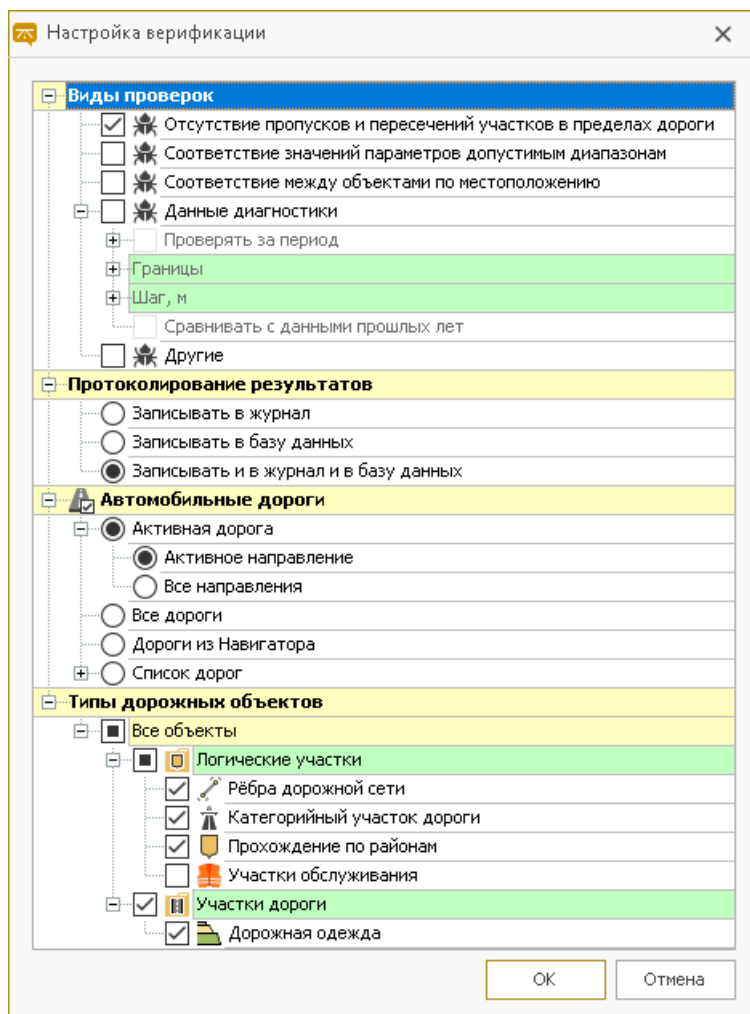 Настройка верификации
Виды проверок
Отсутствие пропусков и пересечений участков в пределах дороги
Соответствие значений параметров допустимым диапазонам
Соответствие между объектами по местоположению
Данные диагностики
Проверять за период
Границы
Шаг, м
Сравнивать с данными прошлых лет
Другие
Протоколирование результатов
Записывать в журнал
Записывать в базу данных
Записывать и в журнал и в базу данных
Автомобильные дороги
Активная дорога
Активное направление
Все направления
Все дороги
Дороги из Навигатора
Список дорог
Типы дорожных объектов
Все объекты
Логические участки
Рёбра дорожной сети
Категорийный участок дороги
Прохождение по районам
Участки обслуживания
Участки дороги
Дорожная одежда
ОК Отмена